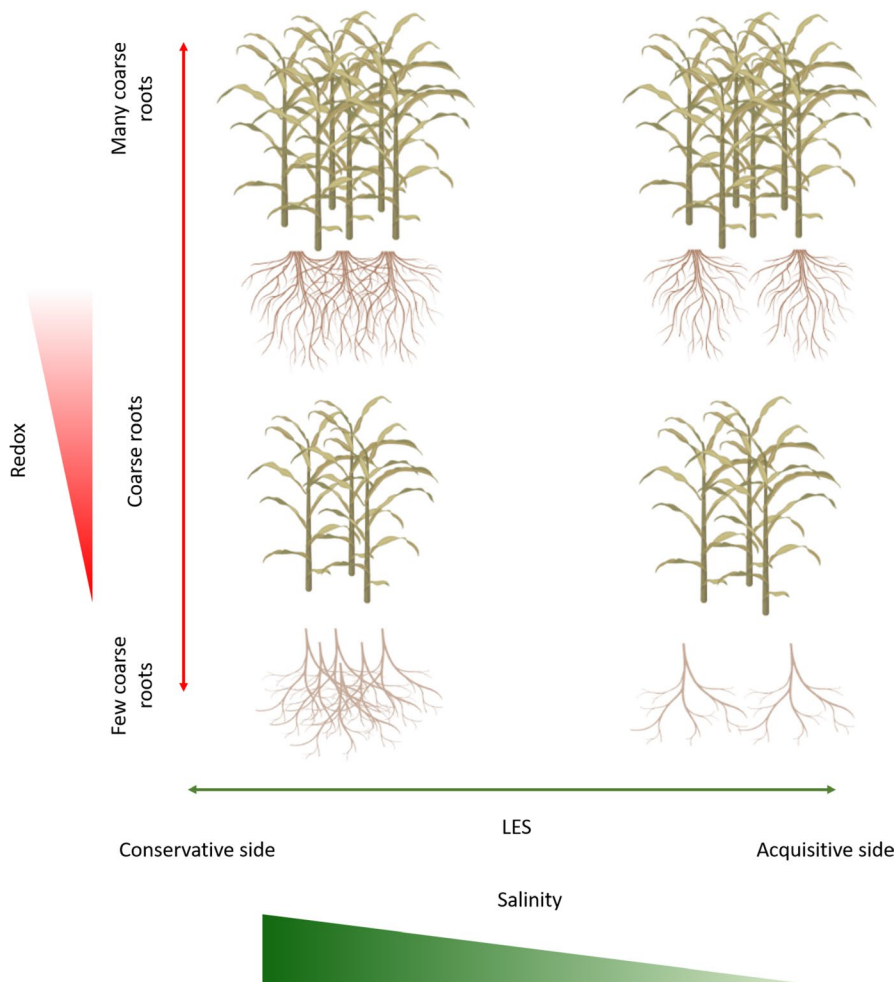 Many coarse
roots
Redox
Coarse roots
Few coarse
roots
LES
Conservative side
Acquisitive side
Salinity